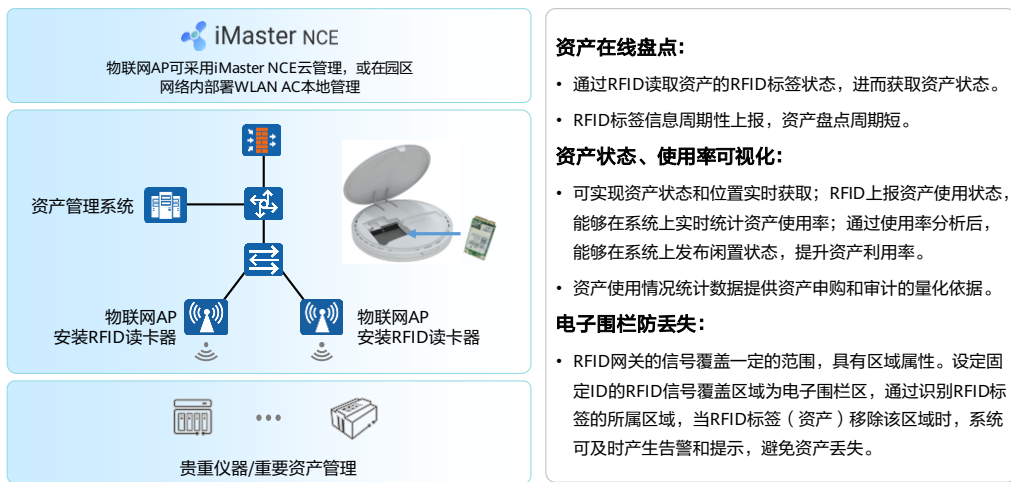 iMaster NCE
物联网AP可采用iMaster NCE云管理，或在园区
网络内部署WLAN AC本地管理
资产管理系统
物联网AP
安装RFID读卡器
物联网AP
安装RFID读卡器
贵重仪器/重要资产管理
资产在线盘点：
• 通过RFID读取资产的RFID标签状态，进而获取资产状态。
• RFID标签信息周期性上报，资产盘点周期短。
资产状态、使用率可视化：
• 可实现资产状态和位置实时获取；RFID上报资产使用状态，
能够在系统上实时统计资产使用率；通过使用率分析后，
能够在系统上发布闲置状态，提升资产利用率。
• 资产使用情况统计数据提供资产申购和审计的量化依据。
电子围栏防丢失：
• RFID网关的信号覆盖一定的范围，具有区域属性。设定固
定ID的RFID信号覆盖区域为电子围栏区，通过识别RFID标
签的所属区域，当RFID标签（资产）移除该区域时，系统
可及时产生告警和提示，避免资产丢失。